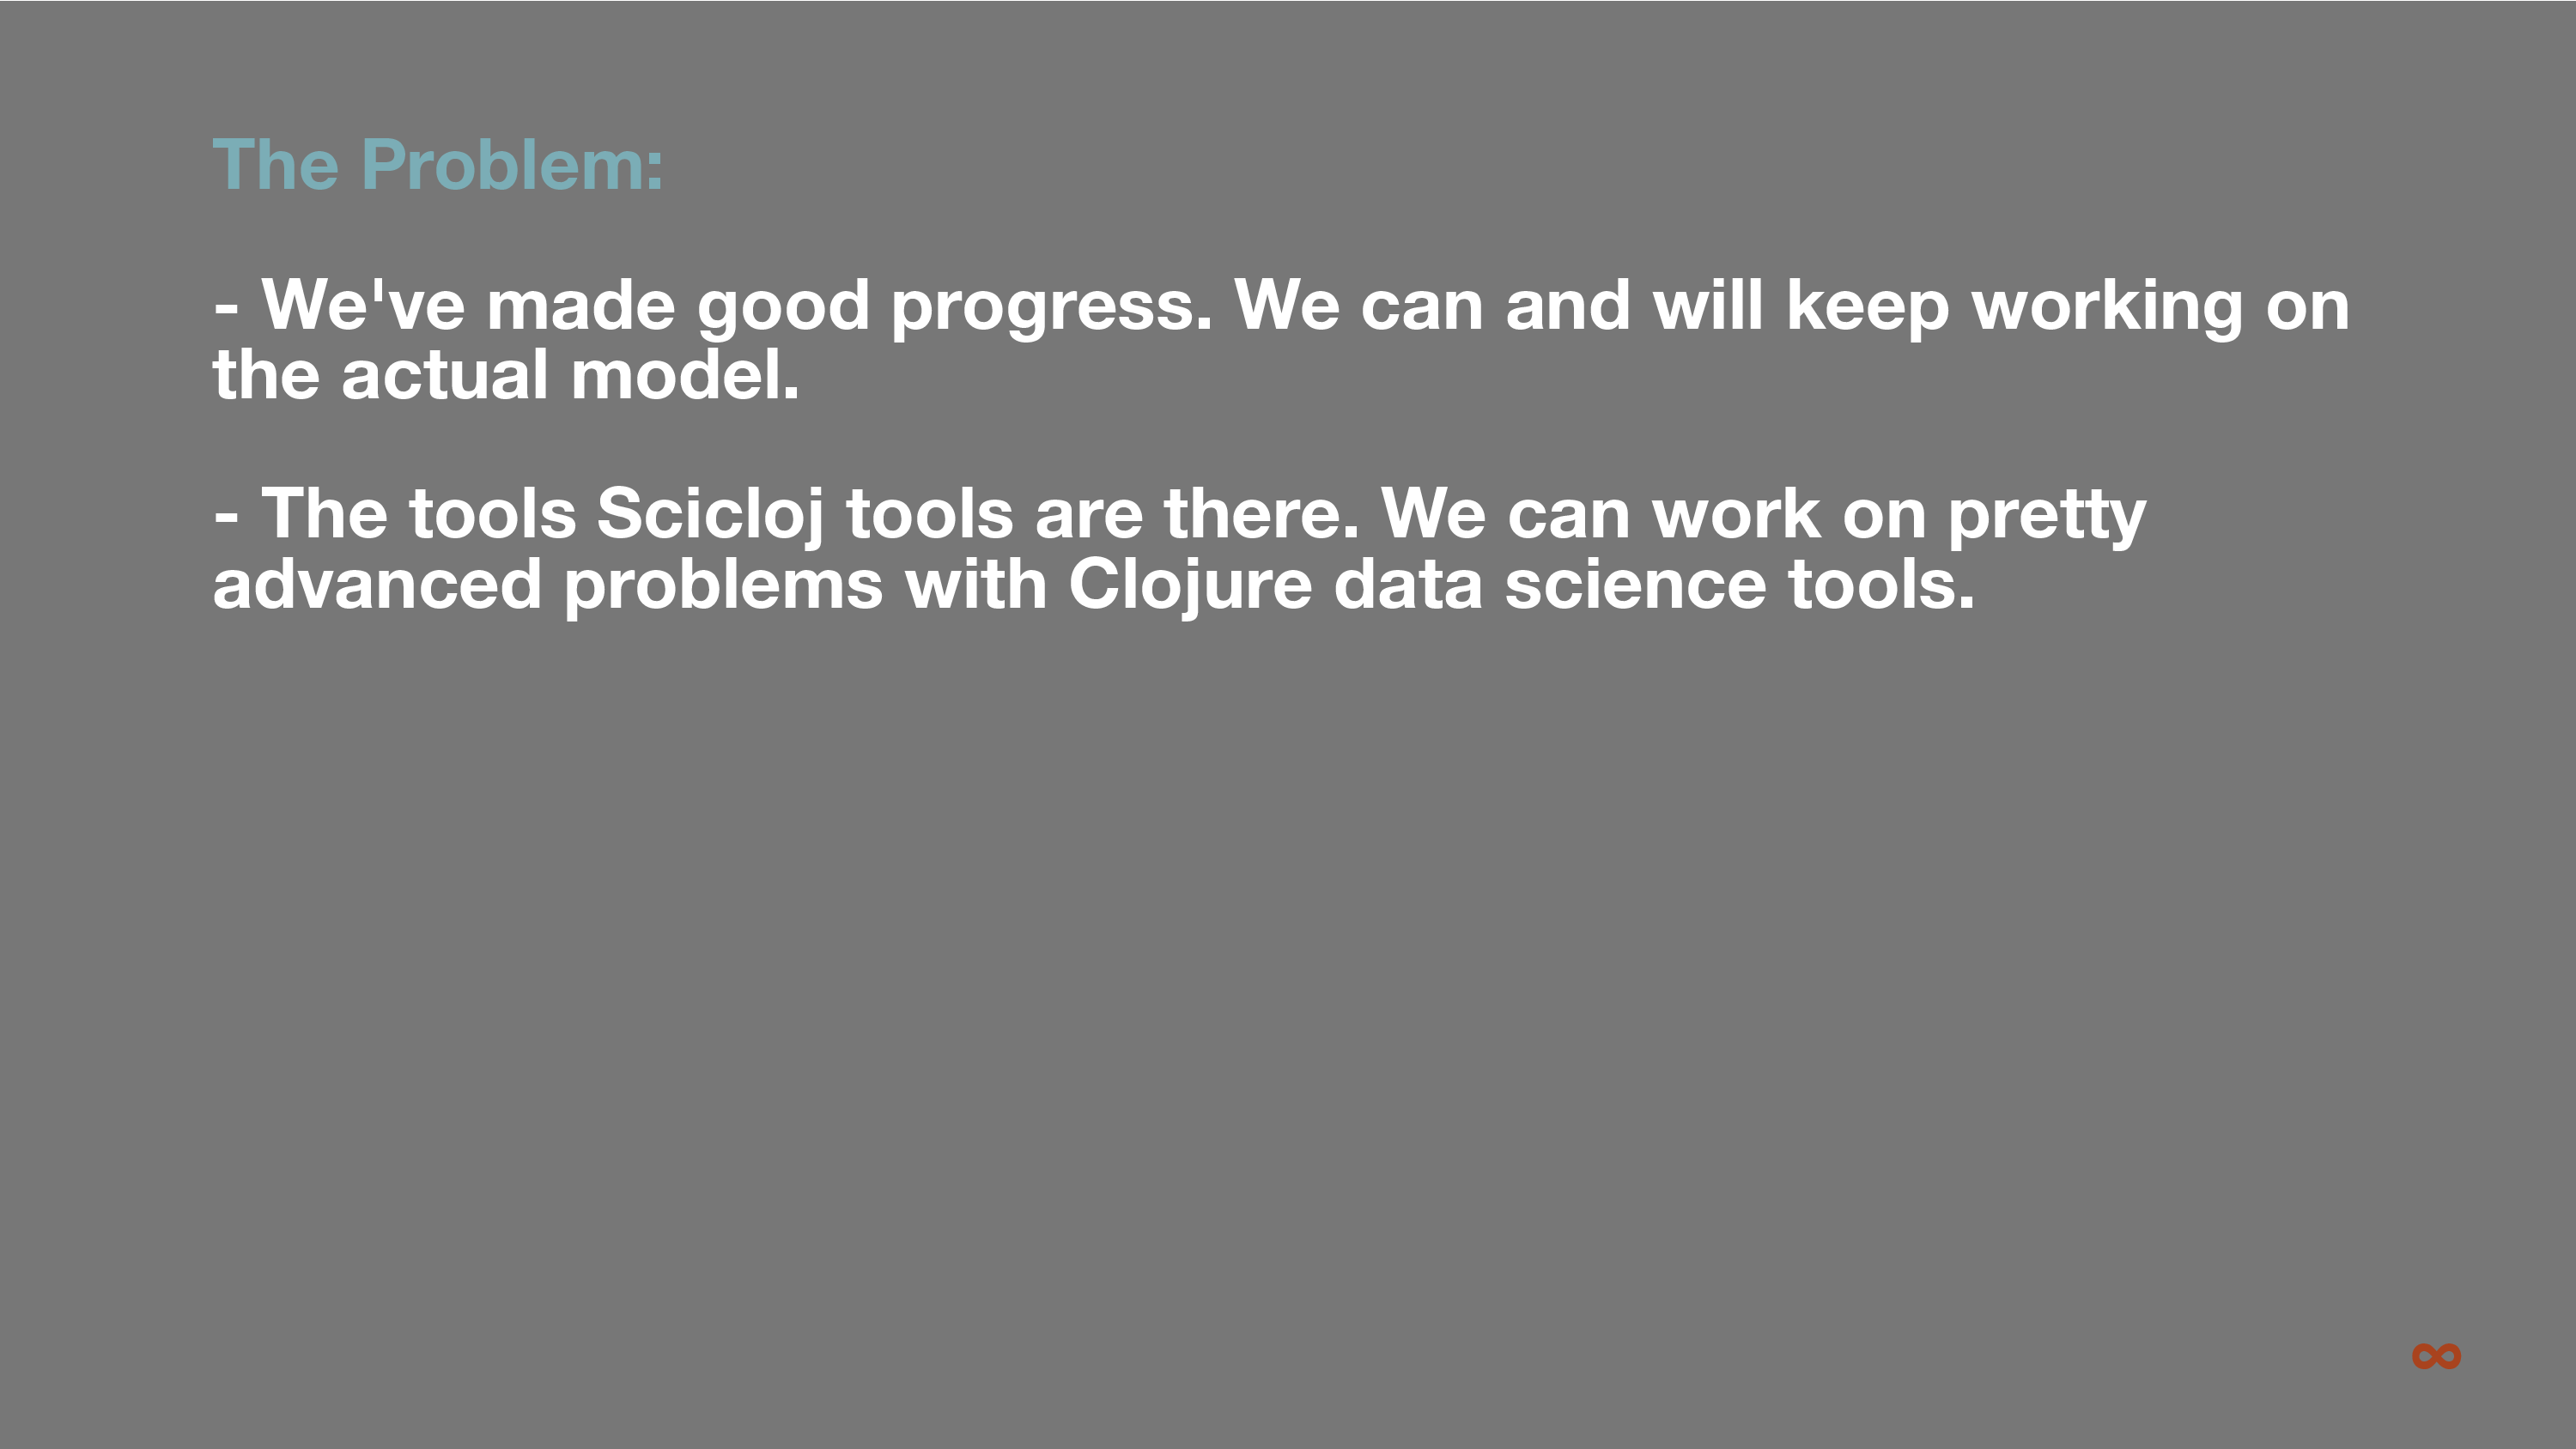 The Problem:
- We've made good progress. We can and will keep working on
the actual model.
- The tools Scicloj tools are there. We can work on pretty
advanced problems with Clojure data science tools.
∞